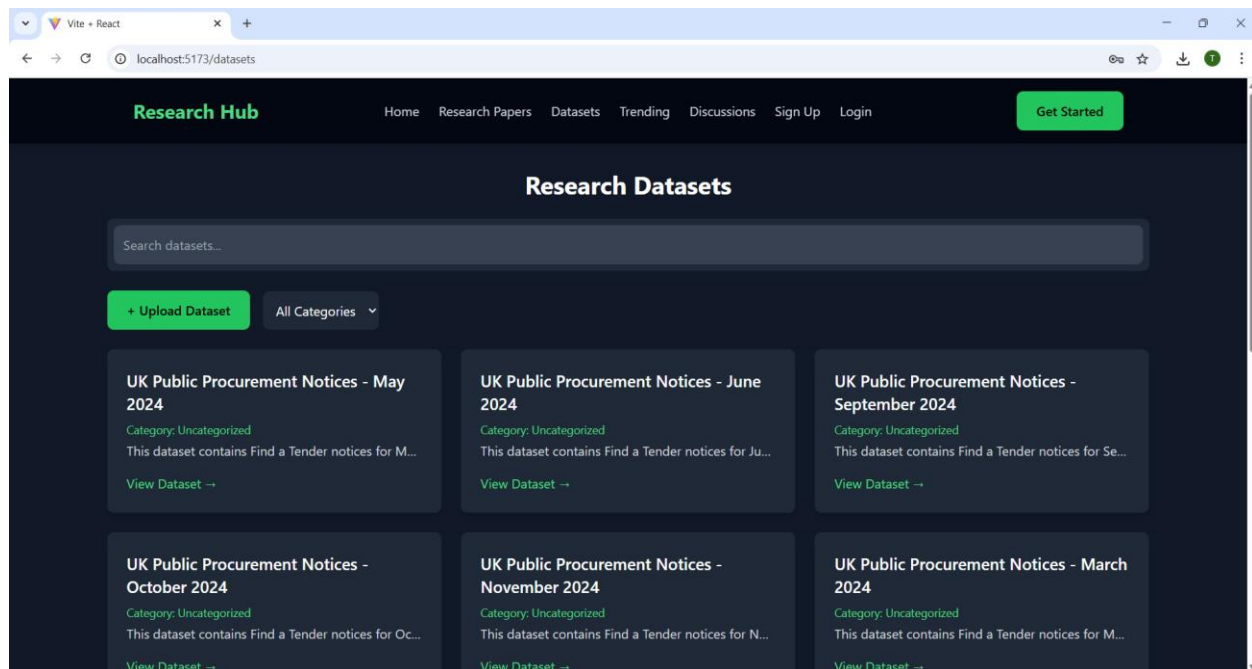 Vite + React
localhost:5173/datasets
T
Research Hub
Home Research Papers Datasets Trending Discussions Sign Up Login
Get Started
Research Datasets
Search datasets...
+ Upload Dataset
All Categories
UK Public Procurement Notices - May
2024
Category: Uncategorized
This dataset contains Find a Tender notices for M...
View Dataset →
UK Public Procurement Notices - June
2024
Category: Uncategorized
This dataset contains Find a Tender notices for Ju...
View Dataset →
UK Public Procurement Notices -
September 2024
Category: Uncategorized
This dataset contains Find a Tender notices for Se...
View Dataset →
UK Public Procurement Notices -
October 2024
Category: Uncategorized
This dataset contains Find a Tender notices for Oc...
View Dataset →
UK Public Procurement Notices -
November 2024
Category: Uncategorized
This dataset contains Find a Tender notices for N...
View Dataset →
UK Public Procurement Notices - March
2024
Category: Uncategorized
This dataset contains Find a Tender notices for M...
View Dataset →